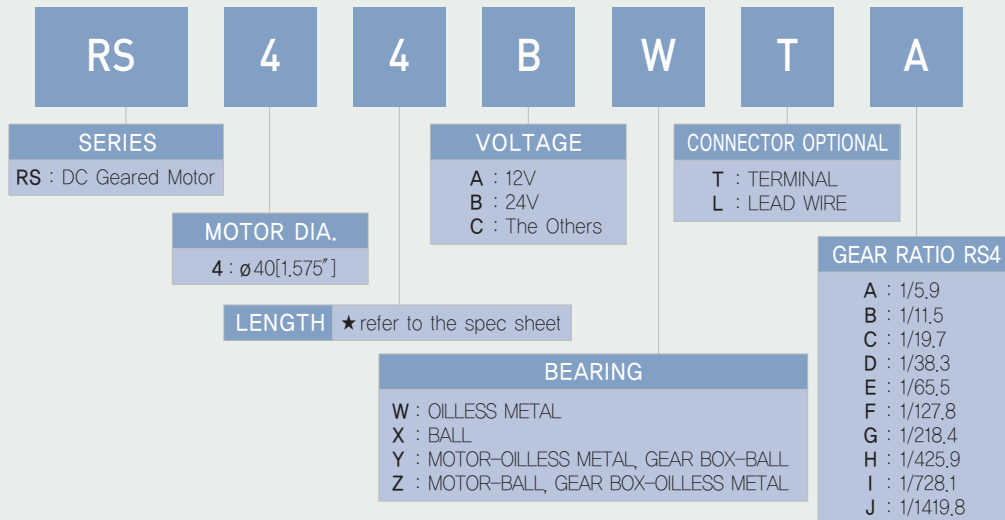 RS 4 4 B W T A
SERIES
RS : DC Geared Motor
MOTOR DIA.
4 : ø40[1.575″]
LENGTH ★refer to the spec sheet
VOLTAGE
A : 12V
B : 24V
C : The Others
BEARING
W : OILLESS METAL
X : BALL
Y : MOTOR-OILLESS METAL, GEAR BOX-BALL
Z : MOTOR-BALL, GEAR BOX-OILLESS METAL
CONNECTOR OPTIONAL
T : TERMINAL
L : LEAD WIRE
GEAR RATIO RS4
A : 1/5.9
B : 1/11.5
C : 1/19.7
D : 1/38.3
E : 1/65.5
F : 1/127.8
G : 1/218.4
H : 1/425.9
I : 1/728.1
J : 1/1419.8